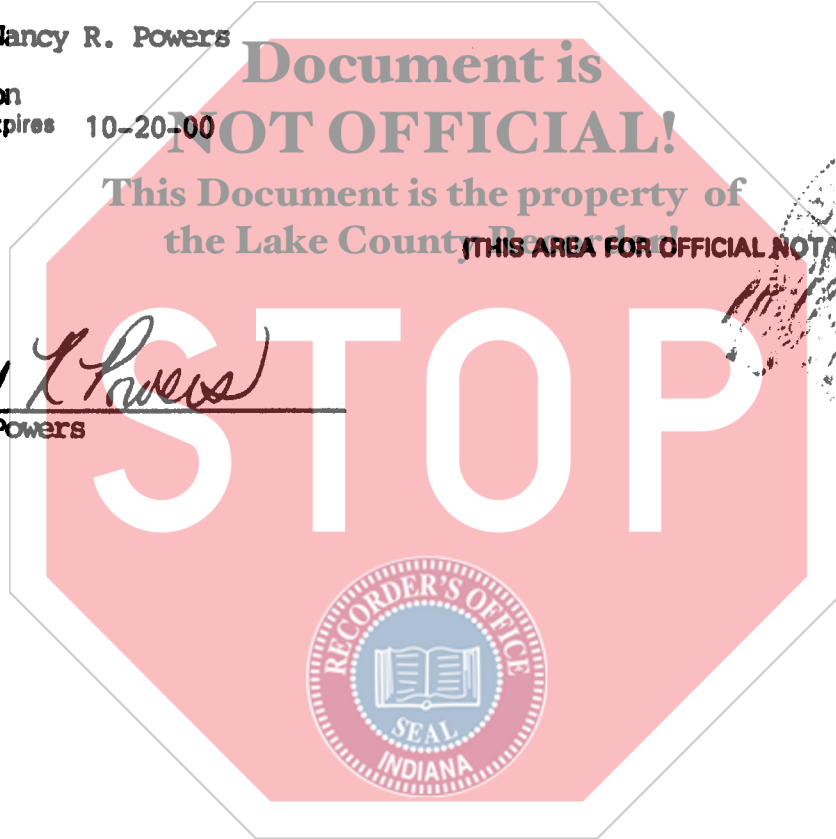 Nancy R. Powers
Document is
on
pires 10-20-00
NOT OFFICIAL!
This Document is the property of
the Lake County Recorder!
(THIS AREA FOR OFFICIAL NOTA
STOP
R Powers
Powers
RECORDER'S OFFICE
SEAL
INDIANA